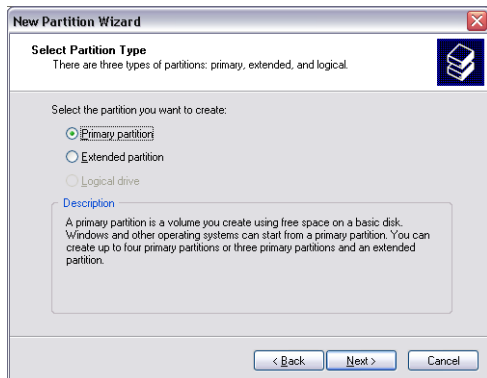 New Partition Wizard
Select Partition Type
There are three types of partitions: primary, extended, and logical.
Select the partition you want to create:
Primary partition
Extended partition
Logical drive
Description
A primary partition is a volume you create using free space on a basic disk.
Windows and other operating systems can start from a primary partition. You can
create up to four primary partitions or three primary partitions and an extended
partition.
< Back Next > Cancel